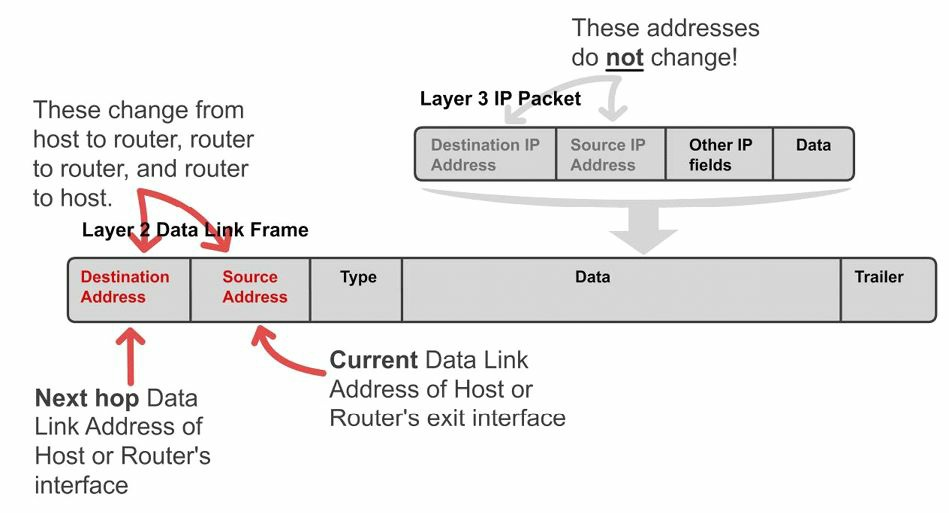 These addresses
do not change!
Layer 3 IP Packet
Destination IP
Address
Source IP
Address
Other IP
fields
Data
These change from
host to router, router
to router, and router
to host.
Layer 2 Data Link Frame
Destination
Address
Source
Address
Type
Data
Trailer
Next hop Data
Link Address of
Host or Router's
interface
Current Data Link
Address of Host or
Router's exit interface